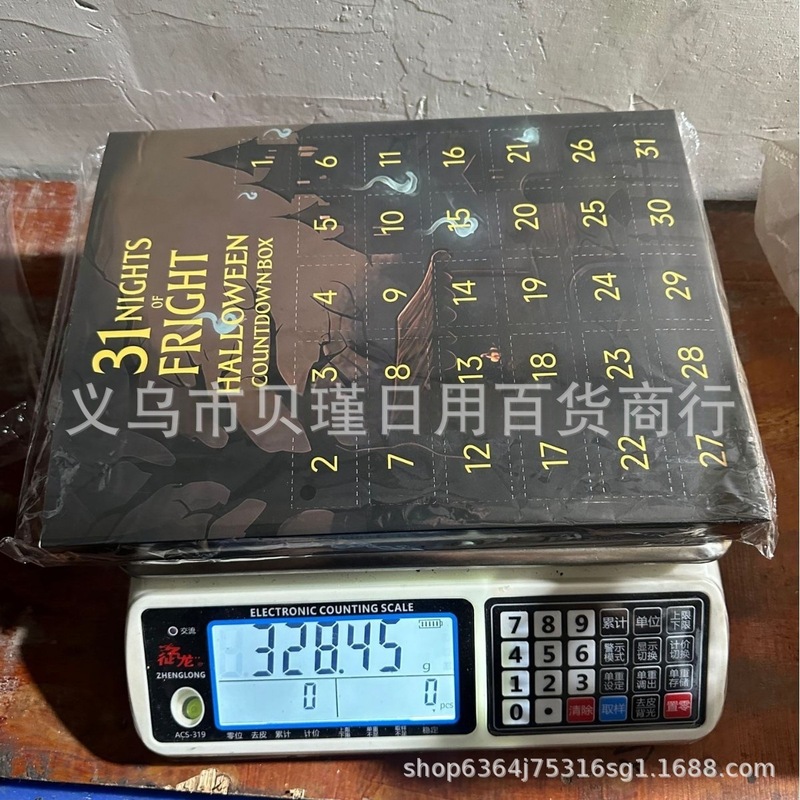 31 NIGHTS
OF
FRIGHT
HALLOWEEN
COUNTDOWN BOX
1 6 11 16 21 26 31
5 10 15 20 25 30
4 9 14 19 24 29
3 8 13 18 23 28
2 7 12 17 22 27
义乌市贝瑾日用百货商行
ELECTRONIC COUNTING SCALE
交流
征龙
ZHENGLONG
ACS-319
328.45
g
0 0
pcs
零位 去皮 累计 计价 稳定
7 8 9 累计 单位 上限下限
4 5 6 警示模式 显示切换 计价切换
1 2 3 单重设定 单重调出 单重存储
0 • 清除 取样 去皮背光 置零
shop6364j75316sg1.1688.com